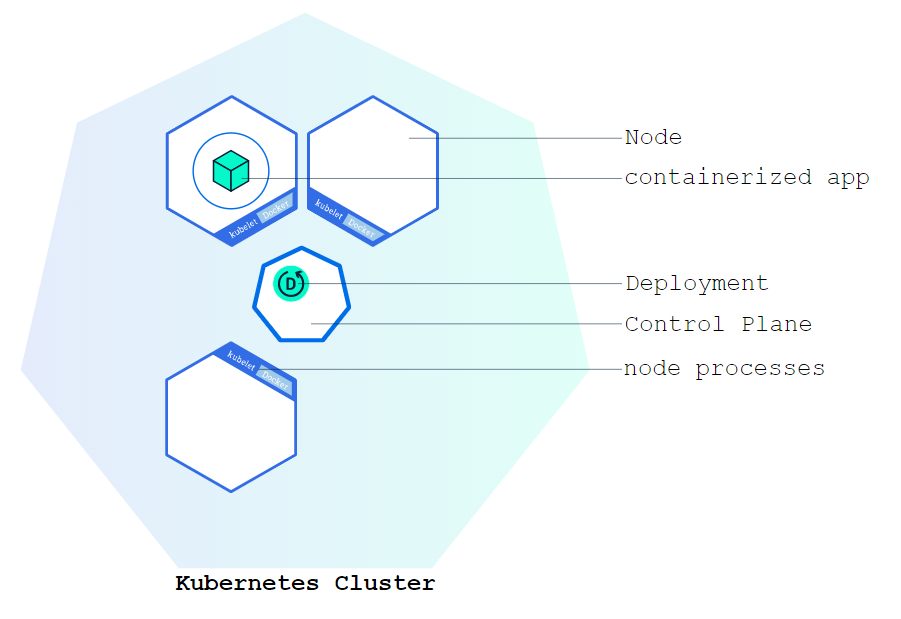 Node
containerized app
kubelet Docker
kubelet Docker
D
Deployment
Control Plane
kubelet Docker
node processes
Kubernetes Cluster